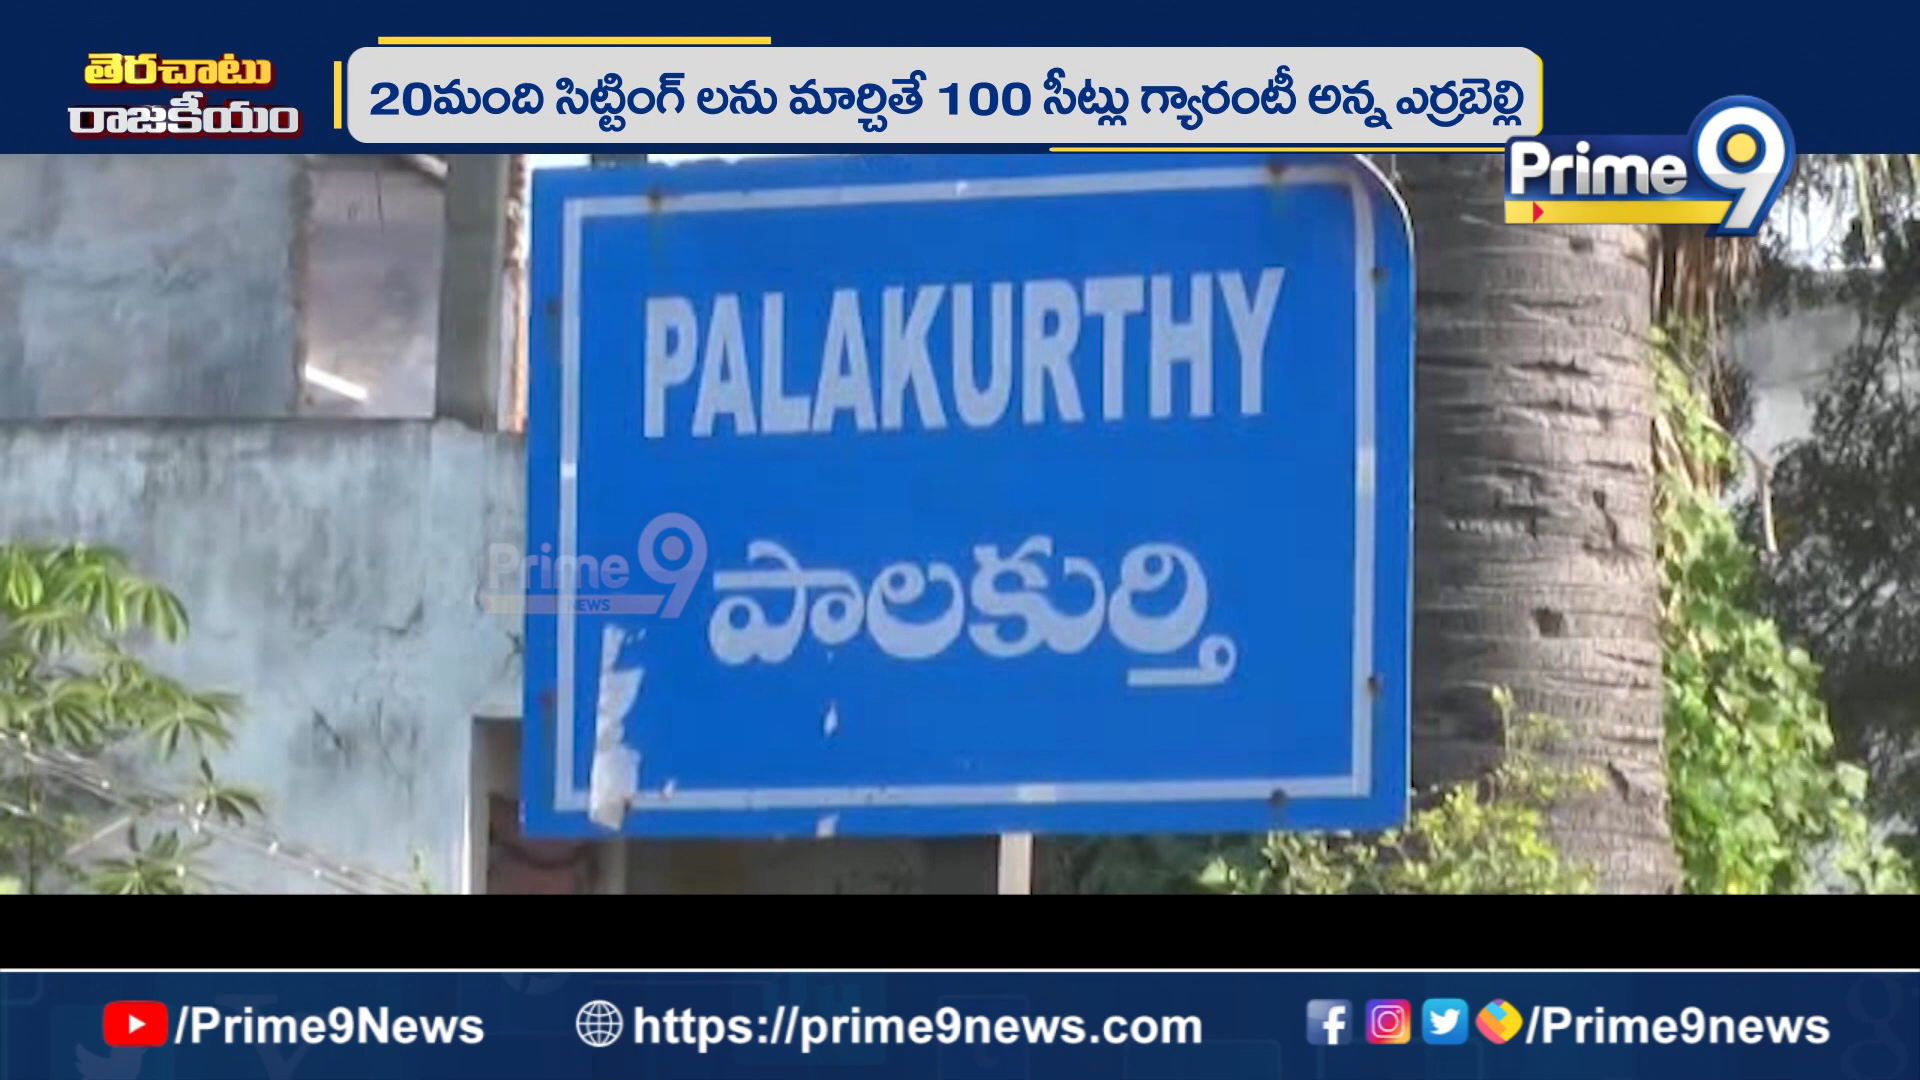 తెరచాటు
రాజకీయం
20మంది సిట్టింగ్ లను మార్చితే 100 సీట్లు గ్యారంటీ అన్న ఎర్రబెల్లి
Prime9
PALAKURTHY
Prime9
NEWS
పాలకుర్తి
/Prime9News
https://prime9news.com
/Prime9news